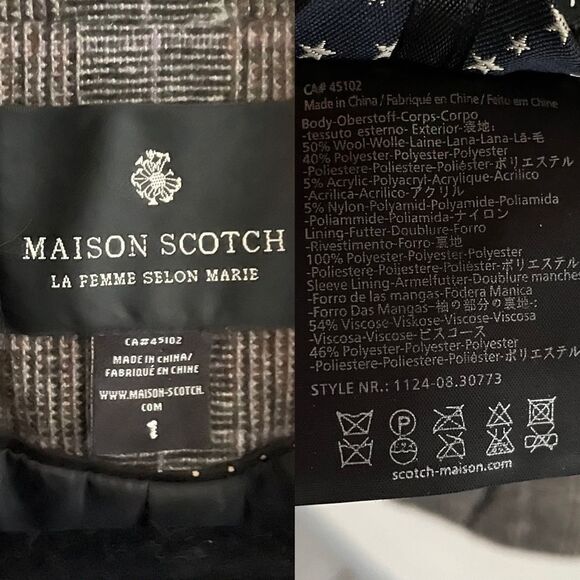 MAISON SCOTCH
LA FEMME SELON MARIE
CA#45102
MADE IN CHINA/
FABRIQUÉ EN CHINE
WWW.MAISON-SCOTCH.
COM
1
CA# 45102
Made in China / Fabriqué en Chine / Feito em Chine
Body-Oberstoff-Corps-Corpo
-tessuto esterno- Exterior-表地:
50% Wool-Wolle-Laine-Lana-Lana-Lã-毛
40% Polyester-Polyester-Polyester
-Poliestere-Poliéster-Poliéster-ポリエステル
5% Acrylic-Polyacryl-Acrylique-Acrilico
-Acrílica-Acrílico-アクリル
5% Nylon-Polyamid-Polyamide-Poliamida
-Poliammide-Poliamida-ナイロン
Lining-Futter-Doublure-Forro
-Rivestimento-Forro-裏地
100% Polyester-Polyester-Polyester
-Poliestere-Poliéster-Poliéster-ポリエステル
Sleeve Lining-Armelfutter-Doublure manches
-Forro de las mangas-Fodera Manica
-Forro Das Mangas-袖の部分の裏地-:
54% Viscose-Viskose-Viscose-Viscosa
-Viscosa-Viscose-ビスコース
46% Polyester-Polyester-Polyester
-Poliestere-Poliéster-Poliéster-ポリエステル
STYLE NR.: 1124-08.30773
P
scotch-maison.com